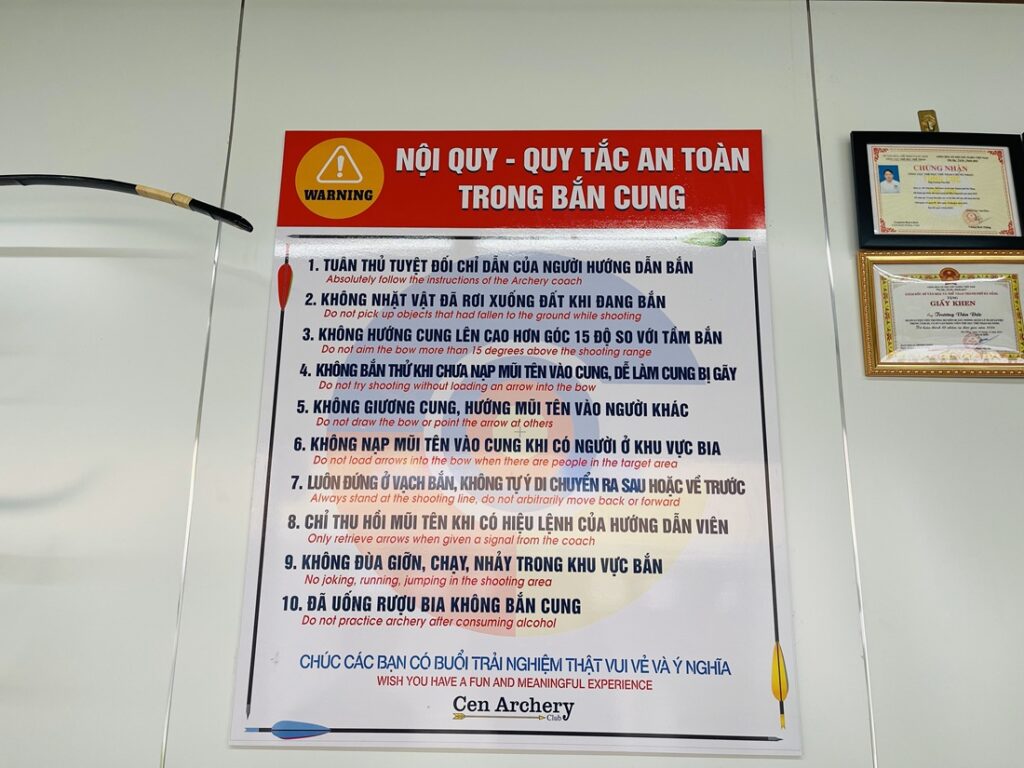 WARNING
NỘI QUY - QUY TẮC AN TOÀN
TRONG BẮN CUNG
1. TUÂN THỦ TUYỆT ĐỐI CHỈ DẪN CỦA NGƯỜI HƯỚNG DẪN BẮN
Absolutely follow the instructions of the Archery coach
2. KHÔNG NHẶT VẬT ĐÃ RƠI XUỐNG ĐẤT KHI ĐANG BẮN
Do not pick up objects that had fallen to the ground while shooting
3. KHÔNG HƯỚNG CUNG LÊN CAO HƠN GÓC 15 ĐỘ SO VỚI TẦM BẮN
Do not aim the bow more than 15 degrees above the shooting range
4. KHÔNG BẮN THỬ KHI CHƯA NẠP MŨI TÊN VÀO CUNG, DỄ LÀM CUNG BỊ GÃY
Do not try shooting without loading an arrow into the bow
5. KHÔNG GIƯƠNG CUNG, HƯỚNG MŨI TÊN VÀO NGƯỜI KHÁC
Do not draw the bow or point the arrow at others
6. KHÔNG NẠP MŨI TÊN VÀO CUNG KHI CÓ NGƯỜI Ở KHU VỰC BIA
Do not load arrows into the bow when there are people in the target area
7. LUÔN ĐỨNG Ở VẠCH BẮN, KHÔNG TỰ Ý DI CHUYỂN RA SAU HOẶC VỀ TRƯỚC
Always stand at the shooting line, do not arbitrarily move back or forward
8. CHỈ THU HỒI MŨI TÊN KHI CÓ HIỆU LỆNH CỦA HƯỚNG DẪN VIÊN
Only retrieve arrows when given a signal from the coach
9. KHÔNG ĐÙA GIỠN, CHẠY, NHẢY TRONG KHU VỰC BẮN
No joking, running, jumping in the shooting area
10. ĐÃ UỐNG RƯỢU BIA KHÔNG BẮN CUNG
Do not practice archery after consuming alcohol
CHÚC CÁC BẠN CÓ BUỔI TRẢI NGHIỆM THẬT VUI VẺ VÀ Ý NGHĨA
WISH YOU HAVE A FUN AND MEANINGFUL EXPERIENCE
Cen Archery
Club
CHỨNG NHẬN
GIẤY KHEN
Trương Văn Đức